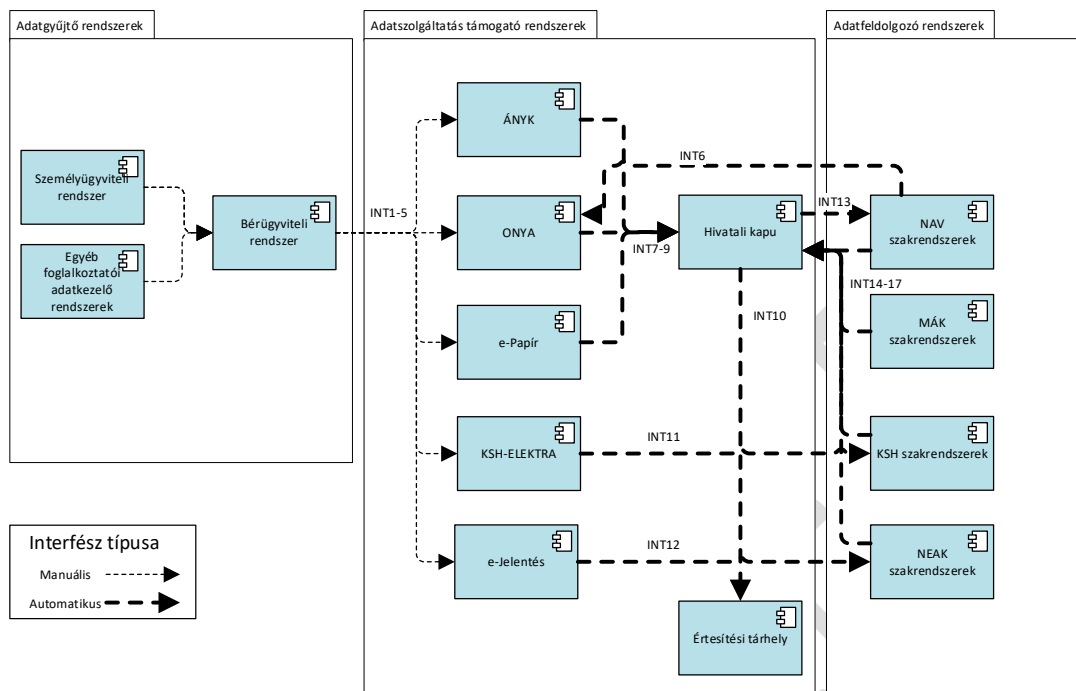 Adatgyűjtő rendszerek
Személyügyviteli
rendszer
Egyéb
foglalkoztatói
adatkezelő
rendszerek
Bérügyviteli
rendszer
Interfész típusa
Manuális
Automatikus
Adatszolgáltatás támogató rendszerek
INT1-5
ÁNYK
ONYA
e-Papír
KSH-ELEKTRA
e-Jelentés
INT6
INT7-9
Hivatali kapu
INT10
INT11
INT12
Értesítési tárhely
Adatfeldolgozó rendszerek
INT13
NAV
szakrendszerek
INT14-17
MÁK
szakrendszerek
KSH szakrendszerek
NEAK
szakrendszerek